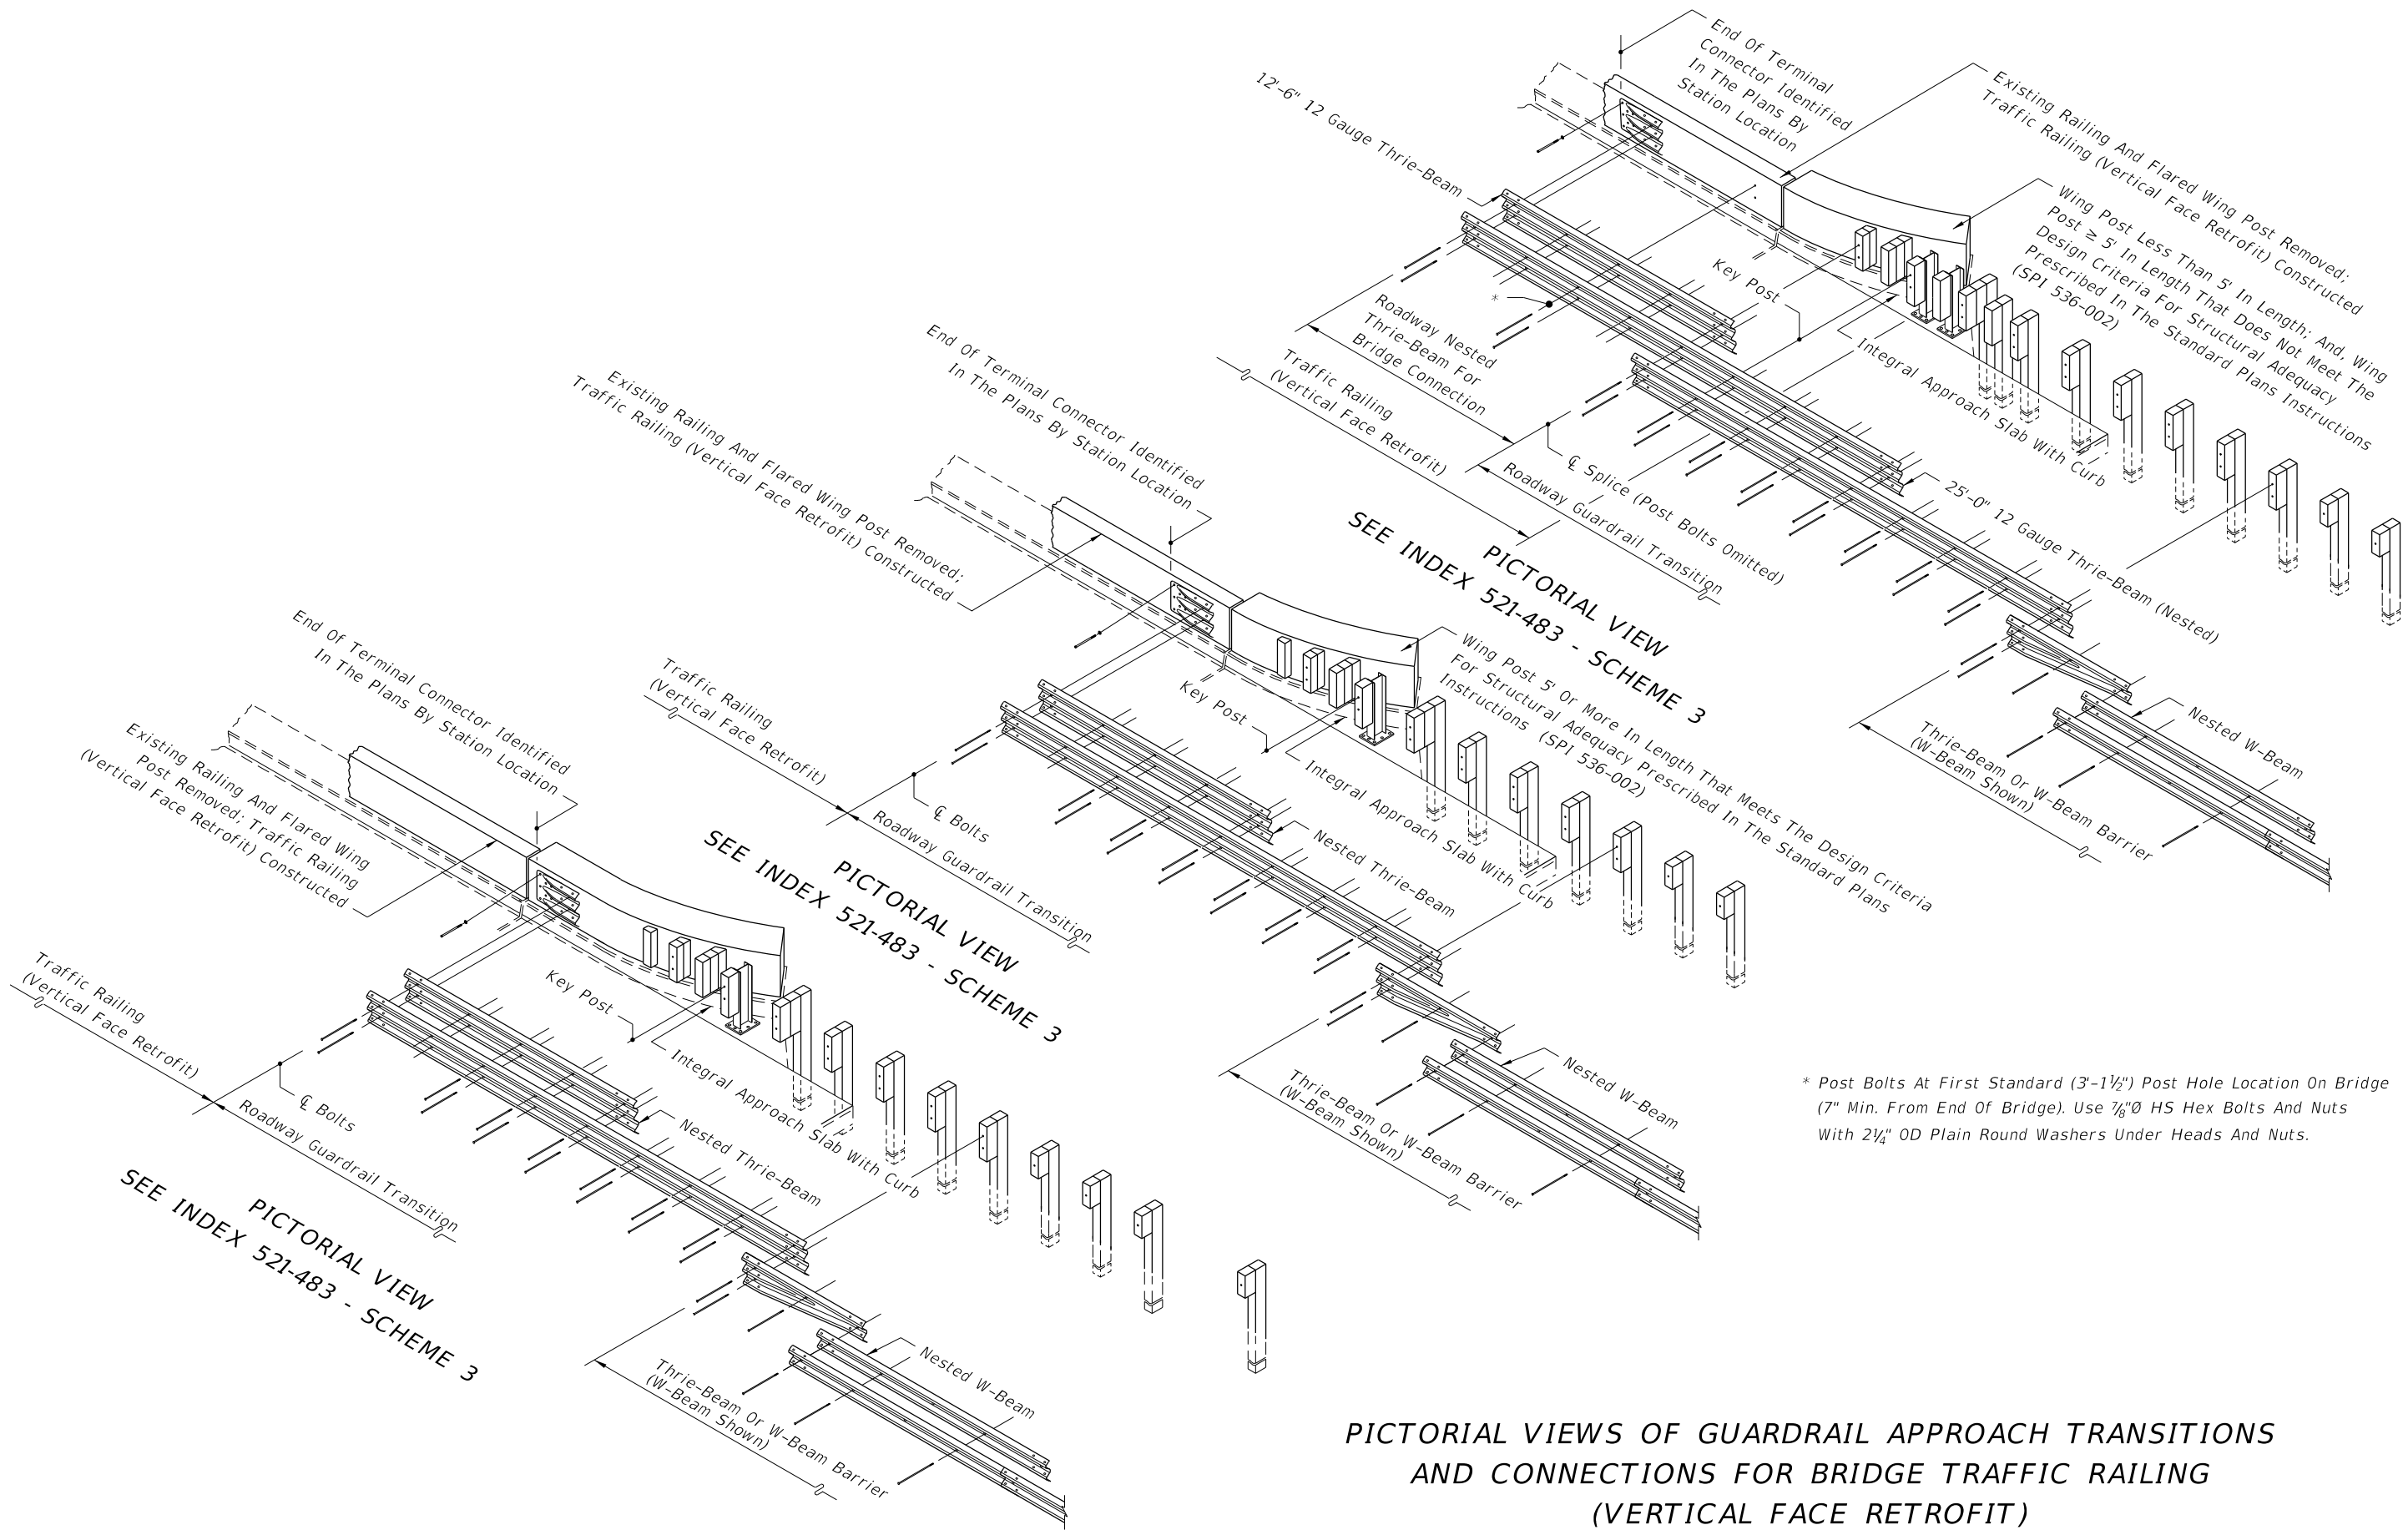 End Of Terminal
Connector Identified
In The Plans By
Station Location
12'-6" 12 Gauge Thrie-Beam
Existing Railing And Flared Wing Post Removed;
Traffic Railing (Vertical Face Retrofit) Constructed
Wing Post Less Than 5' In Length; And, Wing
Post ≥ 5' In Length That Does Not Meet The
Design Criteria For Structural Adequacy
Prescribed In The Standard Plans Instructions
(SPI 536-002)
Key Post
*
Roadway Nested
Thrie-Beam For
Bridge Connection
Traffic Railing
(Vertical Face Retrofit)
Integral Approach Slab With Curb
℄ Splice (Post Bolts Omitted)
Roadway Guardrail Transition
25'-0" 12 Gauge Thrie-Beam (Nested)
Nested W-Beam
Thrie-Beam Or W-Beam Barrier
(W-Beam Shown)
PICTORIAL VIEW
SEE INDEX 521-483 - SCHEME 3
End Of Terminal Connector Identified
In The Plans By Station Location
Existing Railing And Flared Wing Post Removed;
Traffic Railing (Vertical Face Retrofit) Constructed
Wing Post 5' Or More In Length That Meets The Design Criteria
For Structural Adequacy Prescribed In The Standard Plans
Instructions (SPI 536-002)
Key Post
Integral Approach Slab With Curb
Traffic Railing
(Vertical Face Retrofit)
℄ Bolts
Roadway Guardrail Transition
Nested Thrie-Beam
Nested W-Beam
Thrie-Beam Or W-Beam Barrier
(W-Beam Shown)
PICTORIAL VIEW
SEE INDEX 521-483 - SCHEME 3
End Of Terminal Connector Identified
In The Plans By Station Location
Existing Railing And Flared Wing
Post Removed; Traffic Railing
(Vertical Face Retrofit) Constructed
Key Post
Integral Approach Slab With Curb
Traffic Railing
(Vertical Face Retrofit)
℄ Bolts
Roadway Guardrail Transition
Nested Thrie-Beam
Nested W-Beam
Thrie-Beam Or W-Beam Barrier
(W-Beam Shown)
PICTORIAL VIEW
SEE INDEX 521-483 - SCHEME 3
* Post Bolts At First Standard (3'-1½") Post Hole Location On Bridge
(7" Min. From End Of Bridge). Use ⅞"Ø HS Hex Bolts And Nuts
With 2¼" OD Plain Round Washers Under Heads And Nuts.
PICTORIAL VIEWS OF GUARDRAIL APPROACH TRANSITIONS
AND CONNECTIONS FOR BRIDGE TRAFFIC RAILING
(VERTICAL FACE RETROFIT)